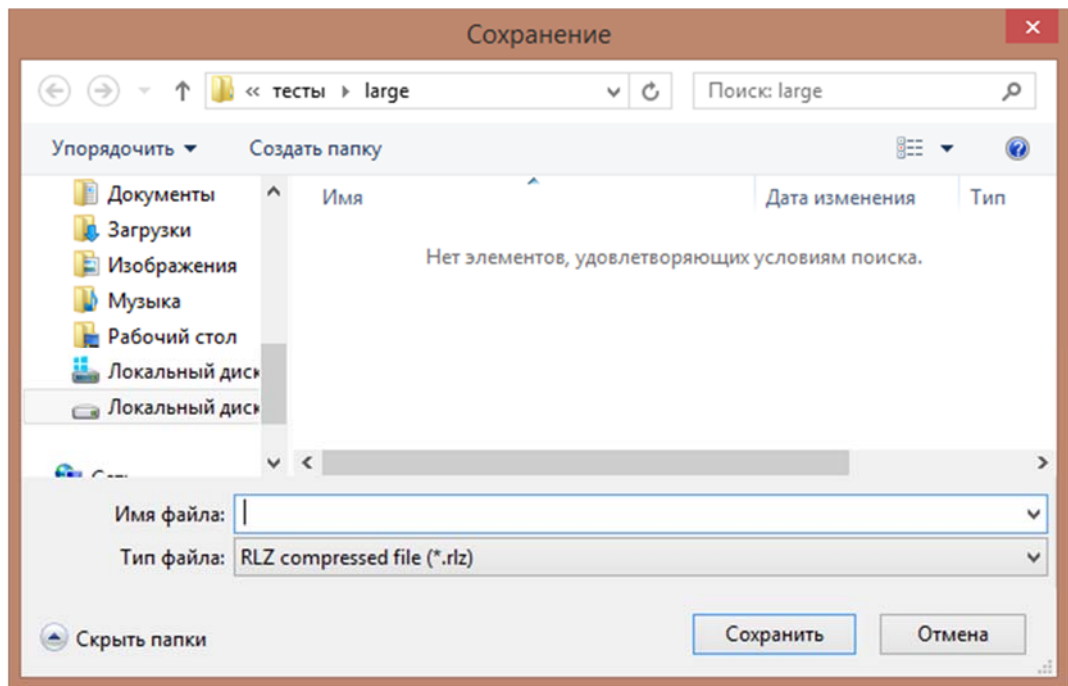 Сохранение
« тесты large
Поиск: large
Упорядочить Создать папку
Имя Дата изменения Тип
Документы
Загрузки
Изображения
Музыка
Рабочий стол
Локальный диск
Локальный диск
Нет элементов, удовлетворяющих условиям поиска.
Имя файла:
Тип файла: RLZ compressed file (*.rlz)
Скрыть папки
Сохранить Отмена